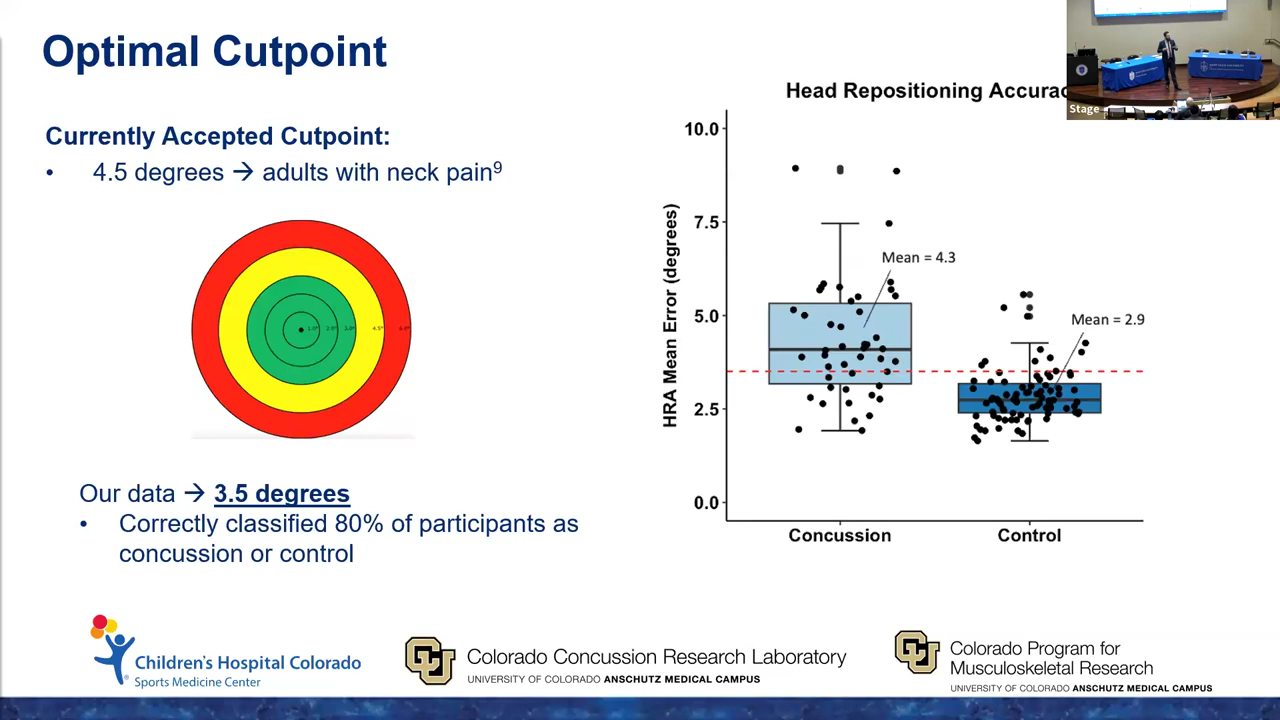 Optimal Cutpoint
Currently Accepted Cutpoint:
• 4.5 degrees → adults with neck pain⁹
Our data → 3.5 degrees
• Correctly classified 80% of participants as
concussion or control
Head Repositioning Accurac
HRA Mean Error (degrees)
10.0
7.5
5.0
2.5
0.0
Mean = 4.3
Mean = 2.9
Concussion
Control
Stage
Children's Hospital Colorado
Sports Medicine Center
CU
Colorado Concussion Research Laboratory
UNIVERSITY OF COLORADO ANSCHUTZ MEDICAL CAMPUS
CU
Colorado Program for
Musculoskeletal Research
UNIVERSITY OF COLORADO ANSCHUTZ MEDICAL CAMPUS